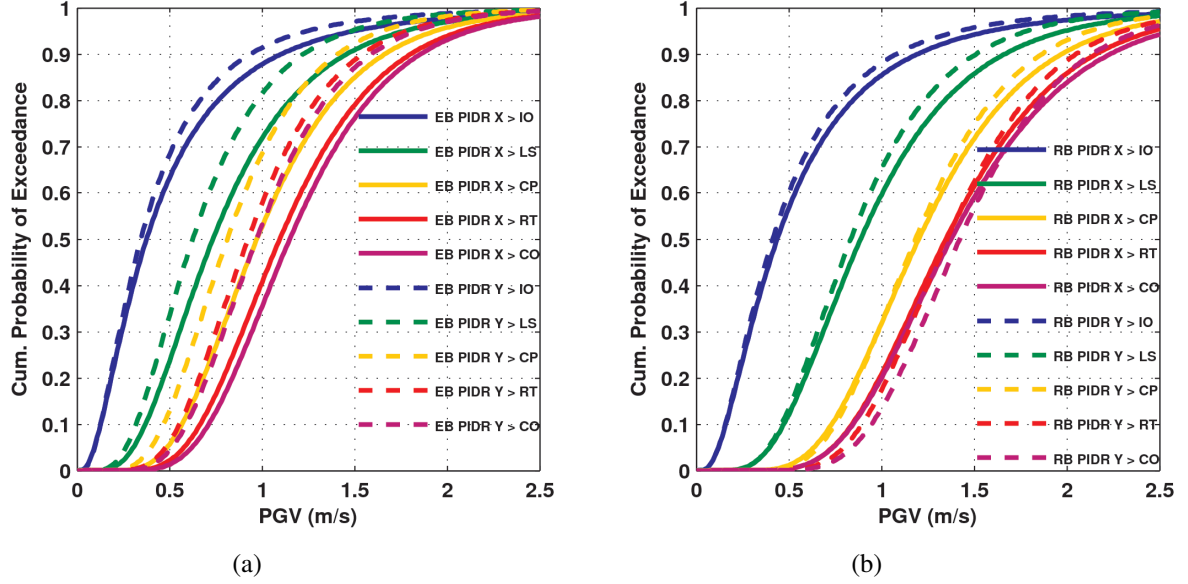 1
0.9
0.8
0.7
0.6
0.5
0.4
0.3
0.2
0.1
0
Cum. Probability of Exceedance
0
0.5
1
1.5
2
2.5
PGV (m/s)
EB PIDR X > IO
EB PIDR X > LS
EB PIDR X > CP
EB PIDR X > RT
EB PIDR X > CO
EB PIDR Y > IO
EB PIDR Y > LS
EB PIDR Y > CP
EB PIDR Y > RT
EB PIDR Y > CO
(a)
1
0.9
0.8
0.7
0.6
0.5
0.4
0.3
0.2
0.1
0
Cum. Probability of Exceedance
0
0.5
1
1.5
2
2.5
PGV (m/s)
RB PIDR X > IO
RB PIDR X > LS
RB PIDR X > CP
RB PIDR X > RT
RB PIDR X > CO
RB PIDR Y > IO
RB PIDR Y > LS
RB PIDR Y > CP
RB PIDR Y > RT
RB PIDR Y > CO
(b)